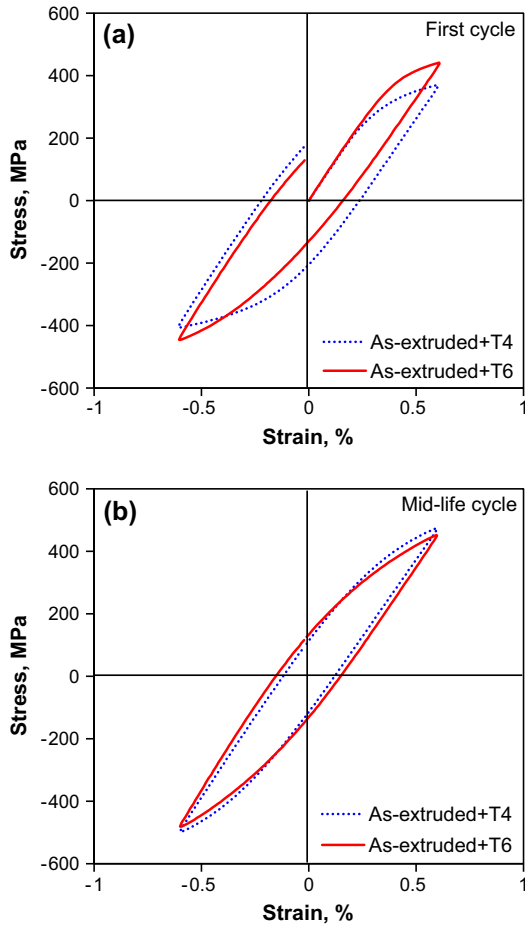 600
(a)
First cycle
400
200
0
-200
-400
-600
Stress, MPa
As-extruded+T4
As-extruded+T6
-1
-0.5
0
0.5
1
Strain, %
600
(b)
Mid-life cycle
400
200
0
-200
-400
-600
Stress, MPa
As-extruded+T4
As-extruded+T6
-1
-0.5
0
0.5
1
Strain, %